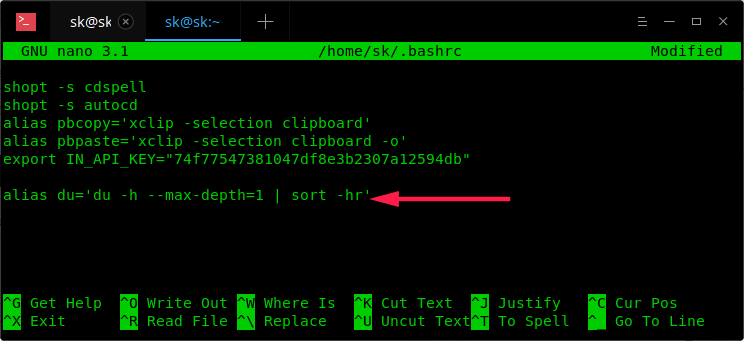 sk@sk
sk@sk:~
GNU nano 3.1 /home/sk/.bashrc Modified
shopt -s cdspell
shopt -s autocd
alias pbcopy='xclip -selection clipboard'
alias pbpaste='xclip -selection clipboard -o'
export IN_API_KEY="74f77547381047df8e3b2307a12594db"
alias du='du -h --max-depth=1 | sort -hr'
^G Get Help ^O Write Out ^W Where Is ^K Cut Text ^J Justify ^C Cur Pos
^X Exit ^R Read File ^\ Replace ^U Uncut Text ^T To Spell ^ Go To Line